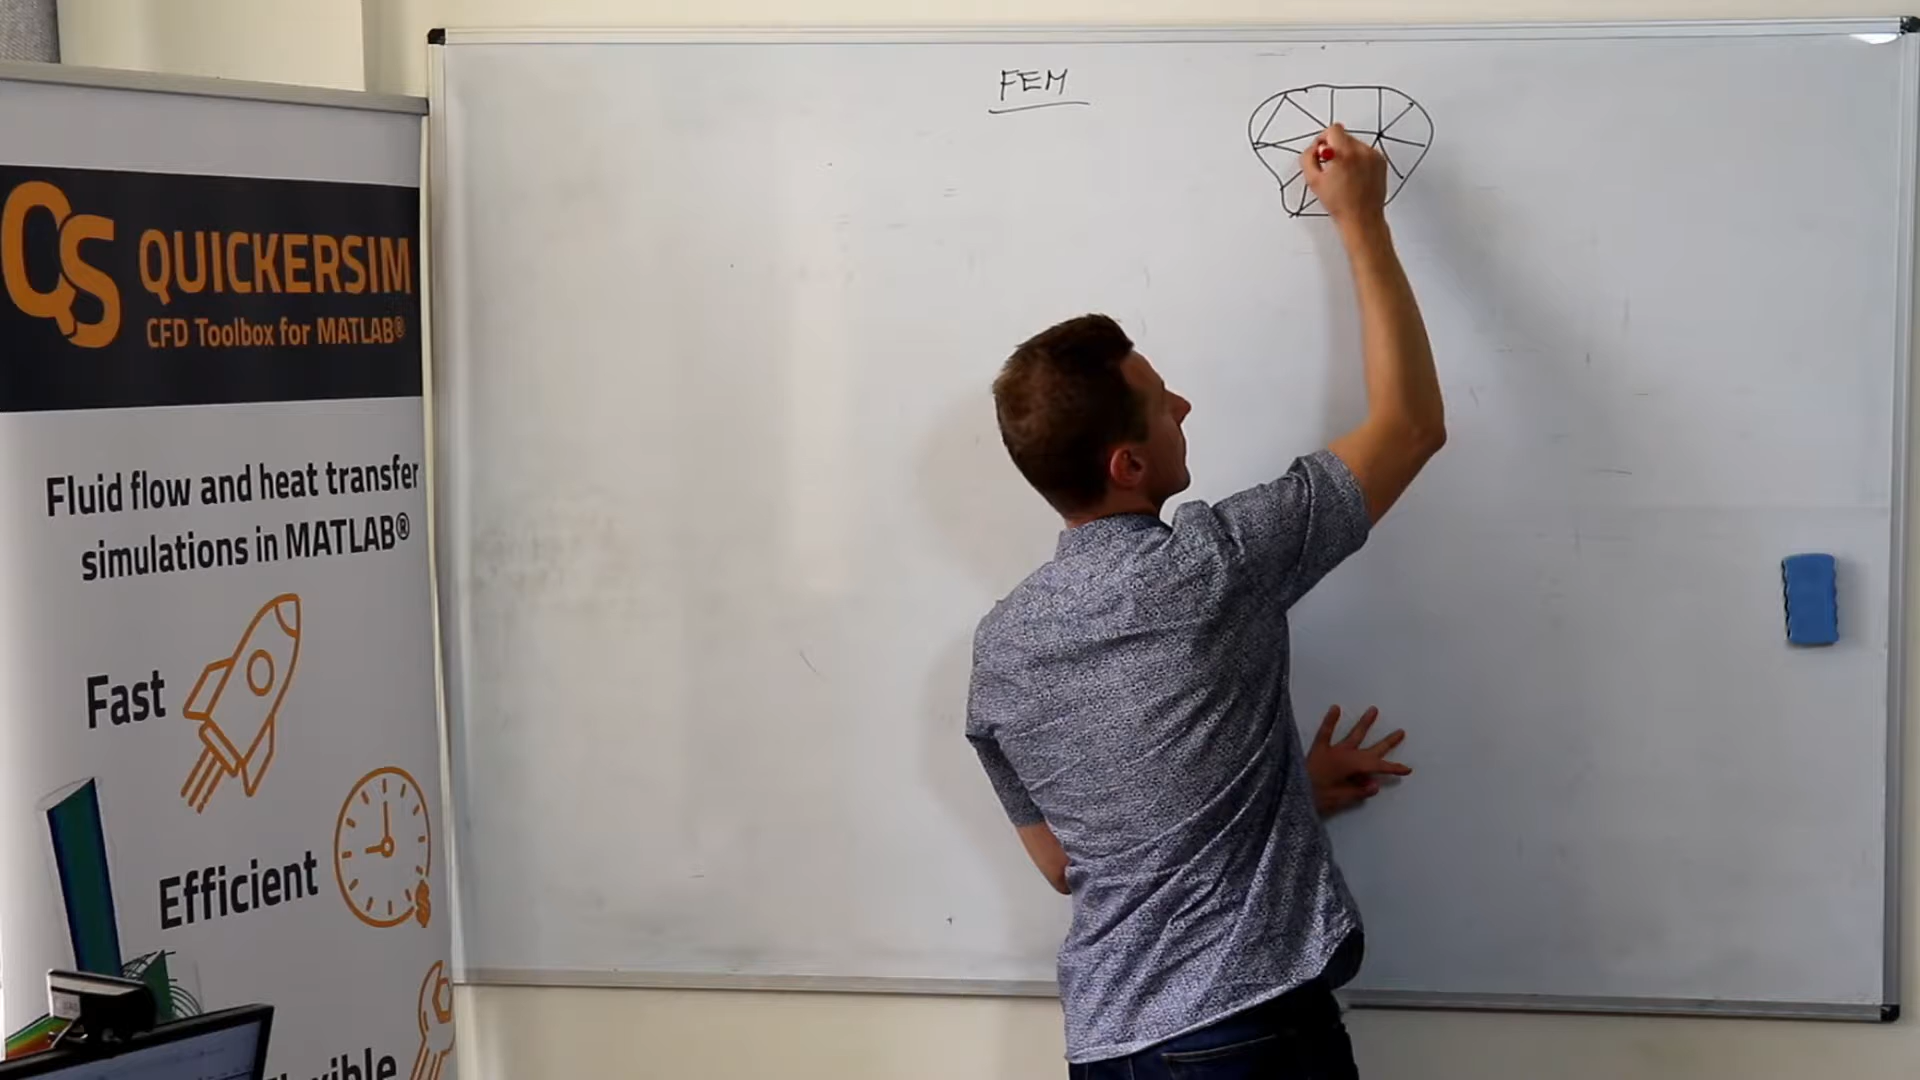 QS QUICKERSIM
CFD Toolbox for MATLAB®
Fluid flow and heat transfer
simulations in MATLAB®
Fast
Efficient
FEM